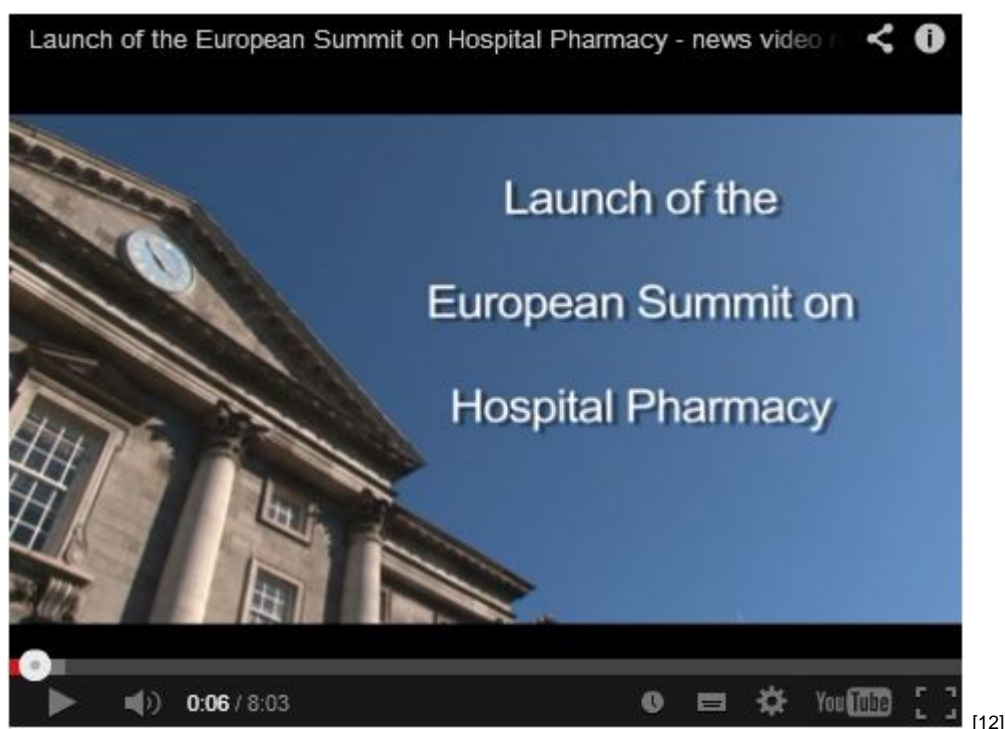 Launch of the European Summit on Hospital Pharmacy - news video
Launch of the
European Summit on
Hospital Pharmacy
0:06 / 8:03
YouTube
[12]